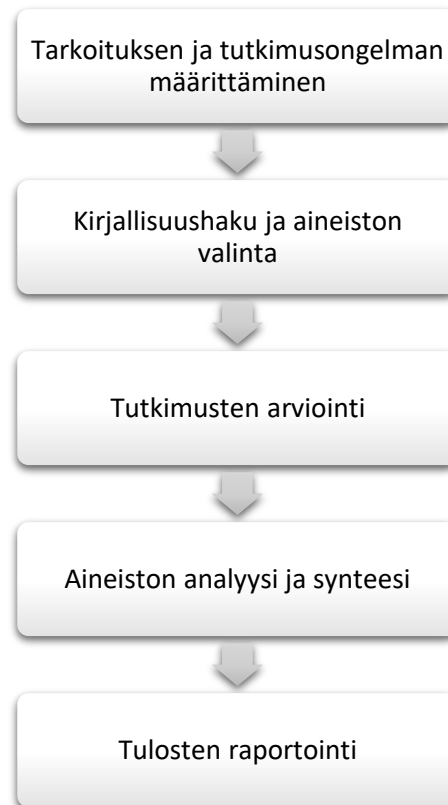 Tarkoituksen ja tutkimusongelman
määrittäminen
Kirjallisuushaku ja aineiston
valinta
Tutkimusten arviointi
Aineiston analyysi ja synteesi
Tulosten raportointi